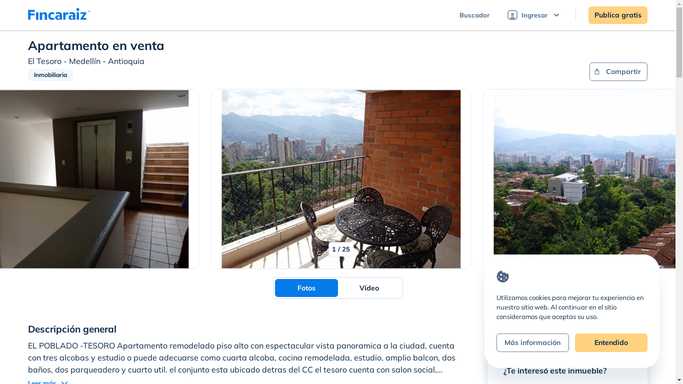 Fincaraiz
Buscador
Ingresar
Publica gratis
Apartamento en venta
El Tesoro - Medellín - Antioquia
Inmobiliaria
Compartir
1 / 25
Fotos
Video
Descripción general
EL POBLADO -TESORO Apartamento remodelado piso alto con espectacular vista panoramica a la ciudad, cuenta
con tres alcobas y estudio o puede adecuarse como cuarta alcoba, cocina remodelada, estudio, amplio balcon, dos
baños, dos parqueadero y cuarto util. el conjunto esta ubicado detras del CC el tesoro cuenta con salon social,...
Leer más
Utilizamos cookies para mejorar tu experiencia en
nuestro sitio web. Al continuar en el sitio
consideramos que aceptas su uso.
Más información
Entendido
¿Te interesó este inmueble?